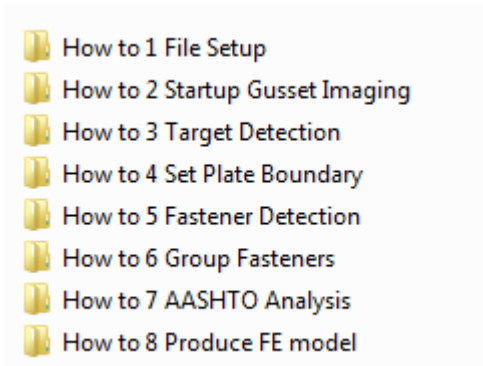 How to 1 File Setup
How to 2 Startup Gusset Imaging
How to 3 Target Detection
How to 4 Set Plate Boundary
How to 5 Fastener Detection
How to 6 Group Fasteners
How to 7 AASHTO Analysis
How to 8 Produce FE model